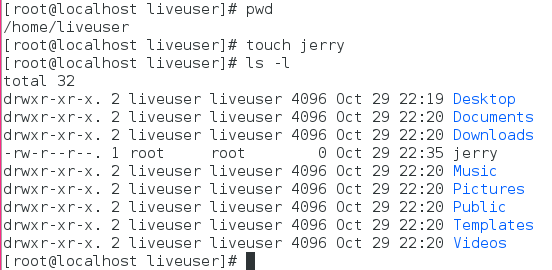 [root@localhost liveuser]# pwd
/home/liveuser
[root@localhost liveuser]# touch jerry
[root@localhost liveuser]# ls -l
total 32
drwxr-xr-x. 2 liveuser liveuser 4096 Oct 29 22:19 Desktop
drwxr-xr-x. 2 liveuser liveuser 4096 Oct 29 22:20 Documents
drwxr-xr-x. 2 liveuser liveuser 4096 Oct 29 22:20 Downloads
-rw-r--r--. 1 root     root        0 Oct 29 22:35 jerry
drwxr-xr-x. 2 liveuser liveuser 4096 Oct 29 22:20 Music
drwxr-xr-x. 2 liveuser liveuser 4096 Oct 29 22:20 Pictures
drwxr-xr-x. 2 liveuser liveuser 4096 Oct 29 22:20 Public
drwxr-xr-x. 2 liveuser liveuser 4096 Oct 29 22:20 Templates
drwxr-xr-x. 2 liveuser liveuser 4096 Oct 29 22:20 Videos
[root@localhost liveuser]#